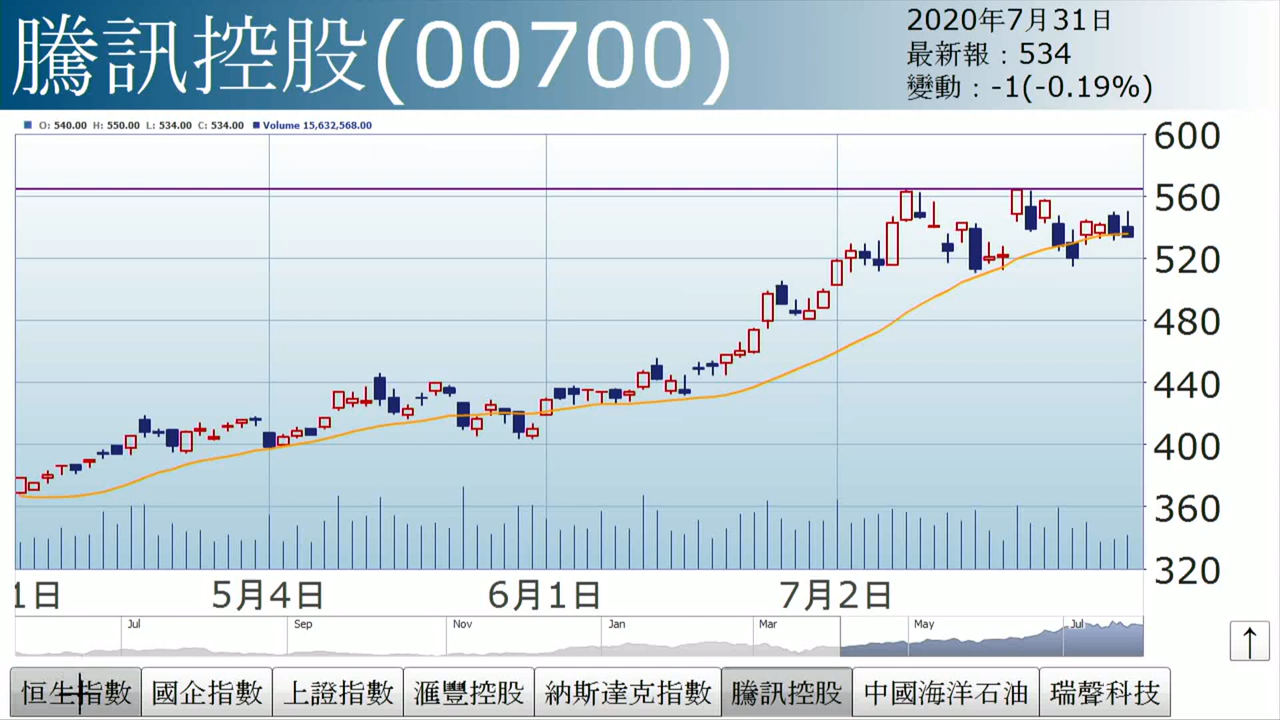 騰訊控股(00700)
2020年7月31日
最新報：534
變動：-1(-0.19%)
O: 540.00 H: 550.00 L: 534.00 C: 534.00 Volume 15,632,568.00
600
560
520
480
440
400
360
320
1日 5月4日 6月1日 7月2日
Jul Sep Nov Jan Mar May Jul
↑
恒生指數 國企指數 上證指數 滙豐控股 納斯達克指數 騰訊控股 中國海洋石油 瑞聲科技